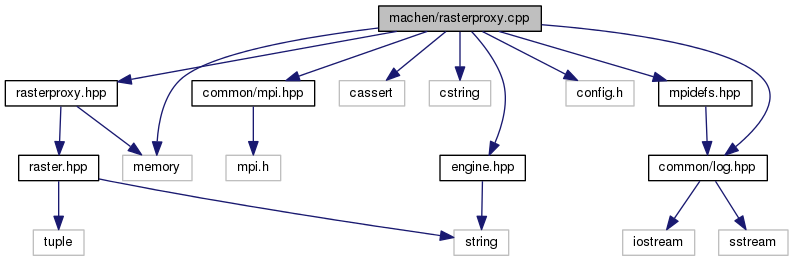 machen/rasterproxy.cpp
rasterproxy.hpp
common/mpi.hpp
cassert
cstring
config.h
mpidefs.hpp
raster.hpp
memory
mpi.h
engine.hpp
common/log.hpp
tuple
string
iostream
sstream